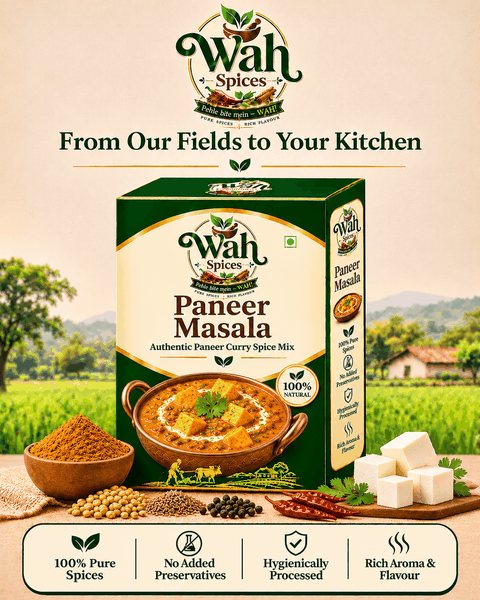 Wah
Spices
Pehle bite mein – WAH!
PURE SPICES | RICH FLAVOUR
From Our Fields to Your Kitchen
Wah
Spices
Pehle bite mein – WAH!
PURE SPICES | RICH FLAVOUR
Paneer
Masala
Authentic Paneer Curry Spice Mix
100%
NATURAL
Wah
Spices
Paneer
Masala
100% Pure
Spices
No Added
Preservatives
Hygienically
Processed
Rich Aroma &
Flavour
100% Pure
Spices
No Added
Preservatives
Hygienically
Processed
Rich Aroma &
Flavour